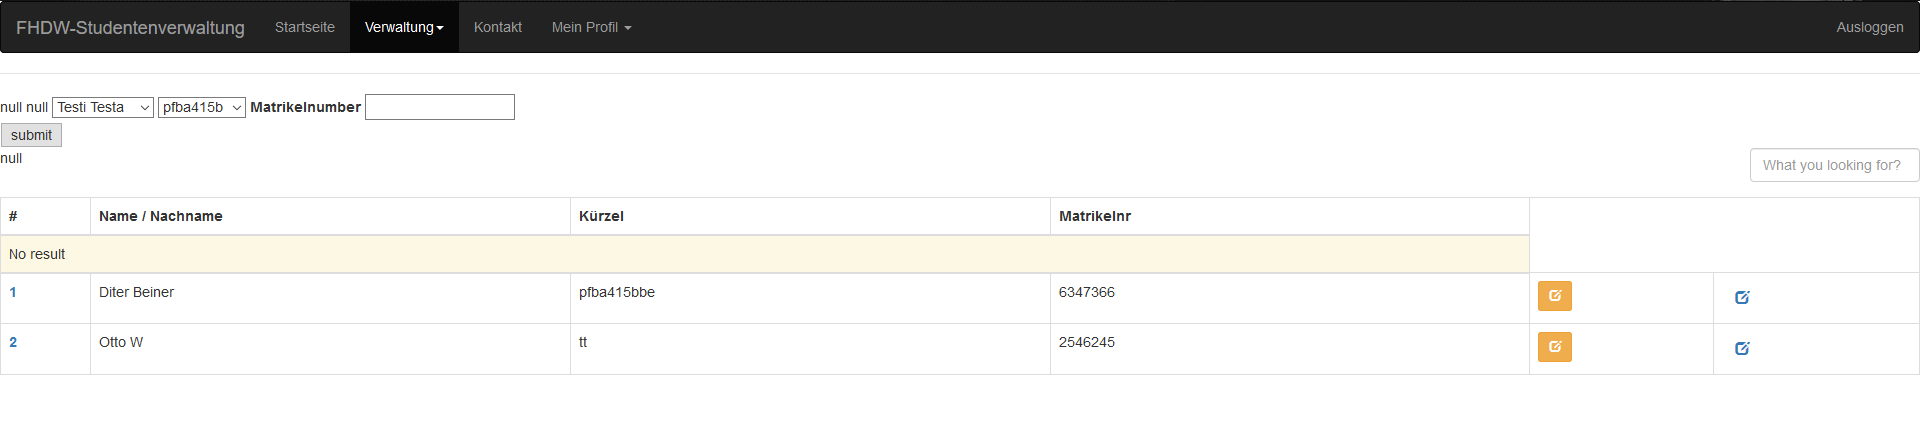 FHDW-Studentenverwaltung Startseite Verwaltung Kontakt Mein Profil Ausloggen
null null Testi Testa pfba415b Matrikelnumber
submit
null What you looking for?
# Name / Nachname Kürzel Matrikelnr
No result
1 Diter Beiner pfba415bbe 6347366
2 Otto W tt 2546245